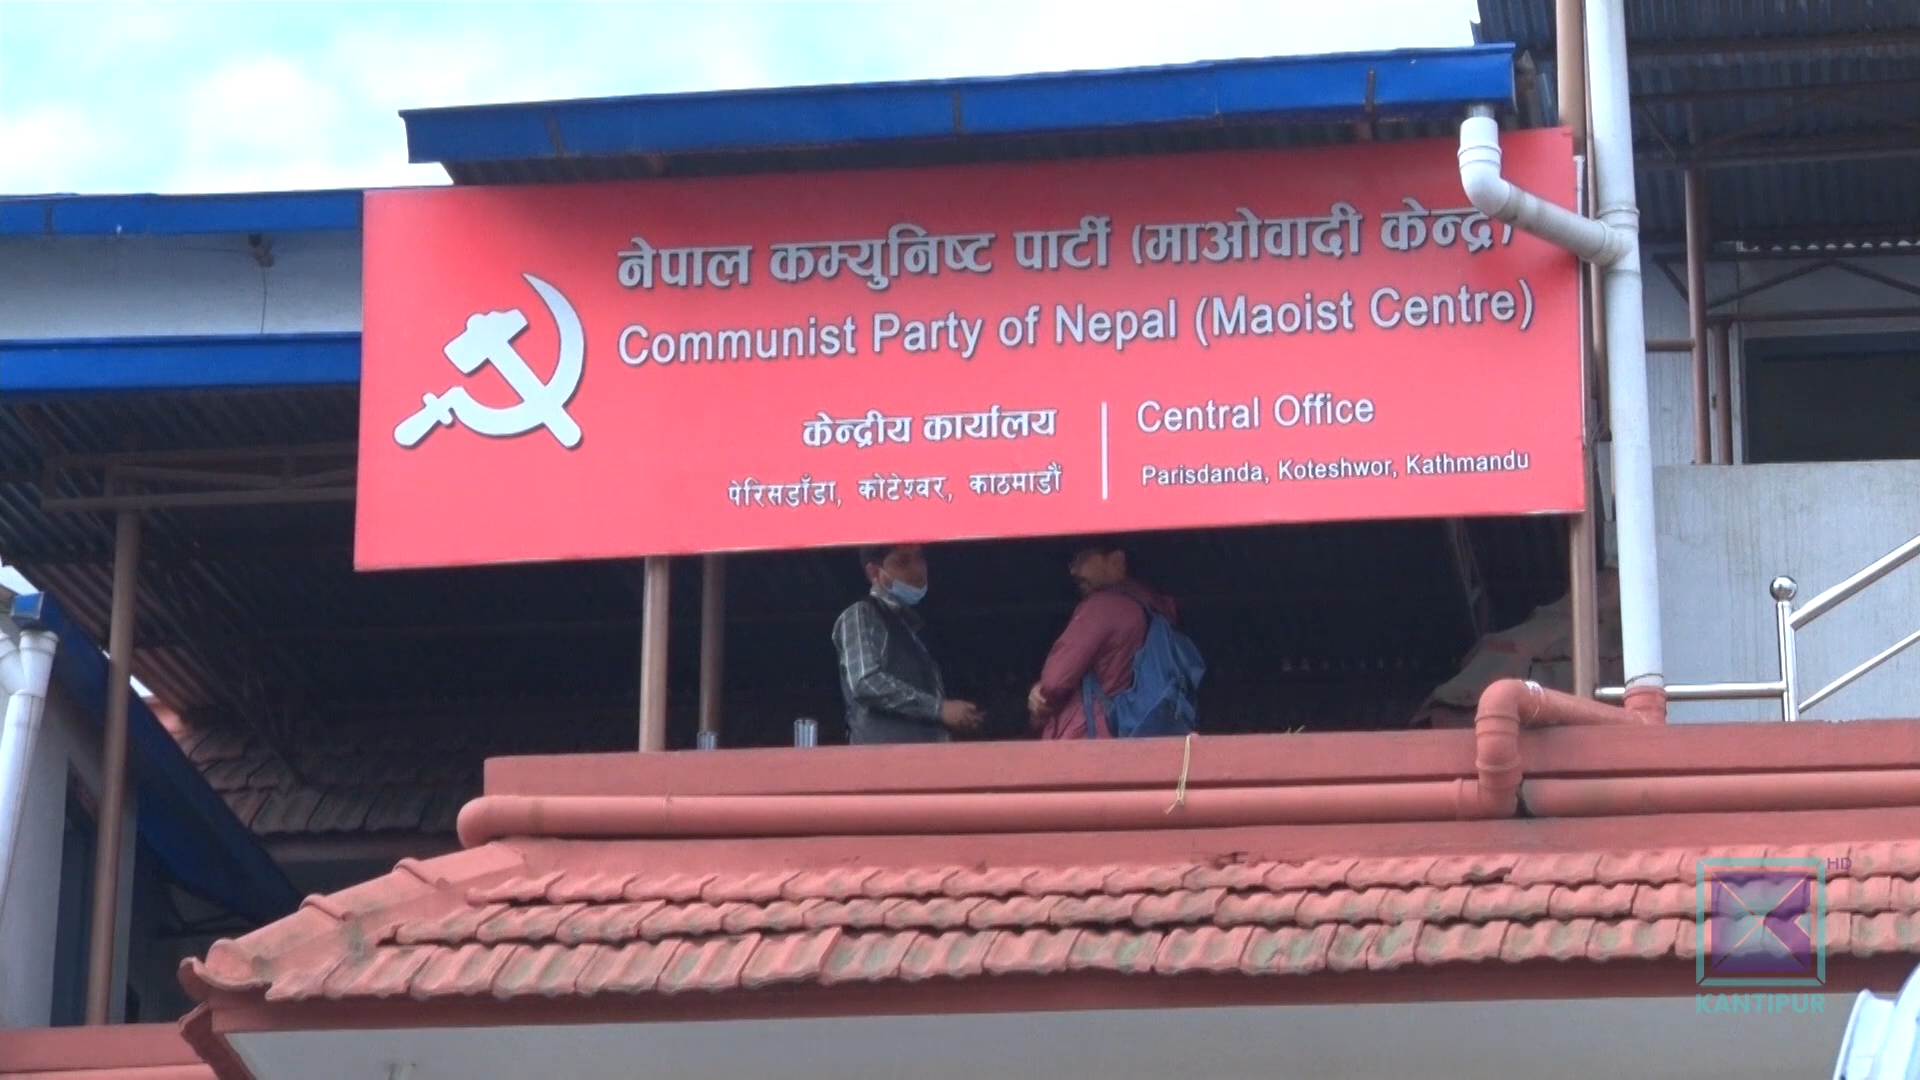 नेपाल कम्युनिष्ट पार्टी (माओवादी केन्द्र)
Communist Party of Nepal (Maoist Centre)
केन्द्रीय कार्यालय
पेरिसडाँडा, कोटेश्वर, काठमाडौं
Central Office
Parisdanda, Koteshwor, Kathmandu
HD
KANTIPUR